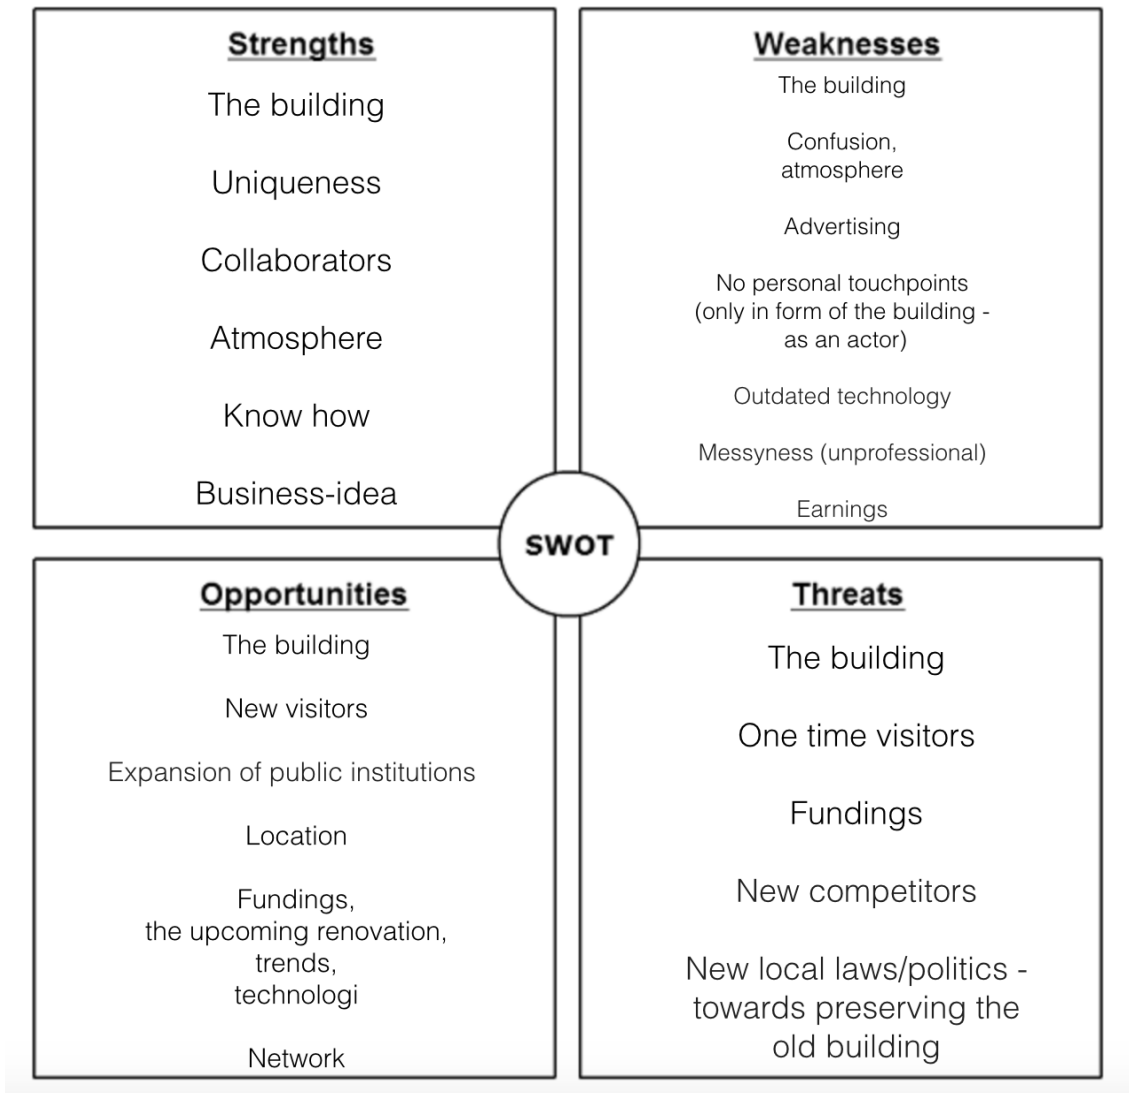 Strengths
The building
Uniqueness
Collaborators
Atmosphere
Know how
Business-idea
Weaknesses
The building
Confusion,
atmosphere
Advertising
No personal touchpoints
(only in form of the building -
as an actor)
Outdated technology
Messyness (unprofessional)
Earnings
SWOT
Opportunities
The building
New visitors
Expansion of public institutions
Location
Fundings,
the upcoming renovation,
trends,
technologi
Network
Threats
The building
One time visitors
Fundings
New competitors
New local laws/politics -
towards preserving the
old building